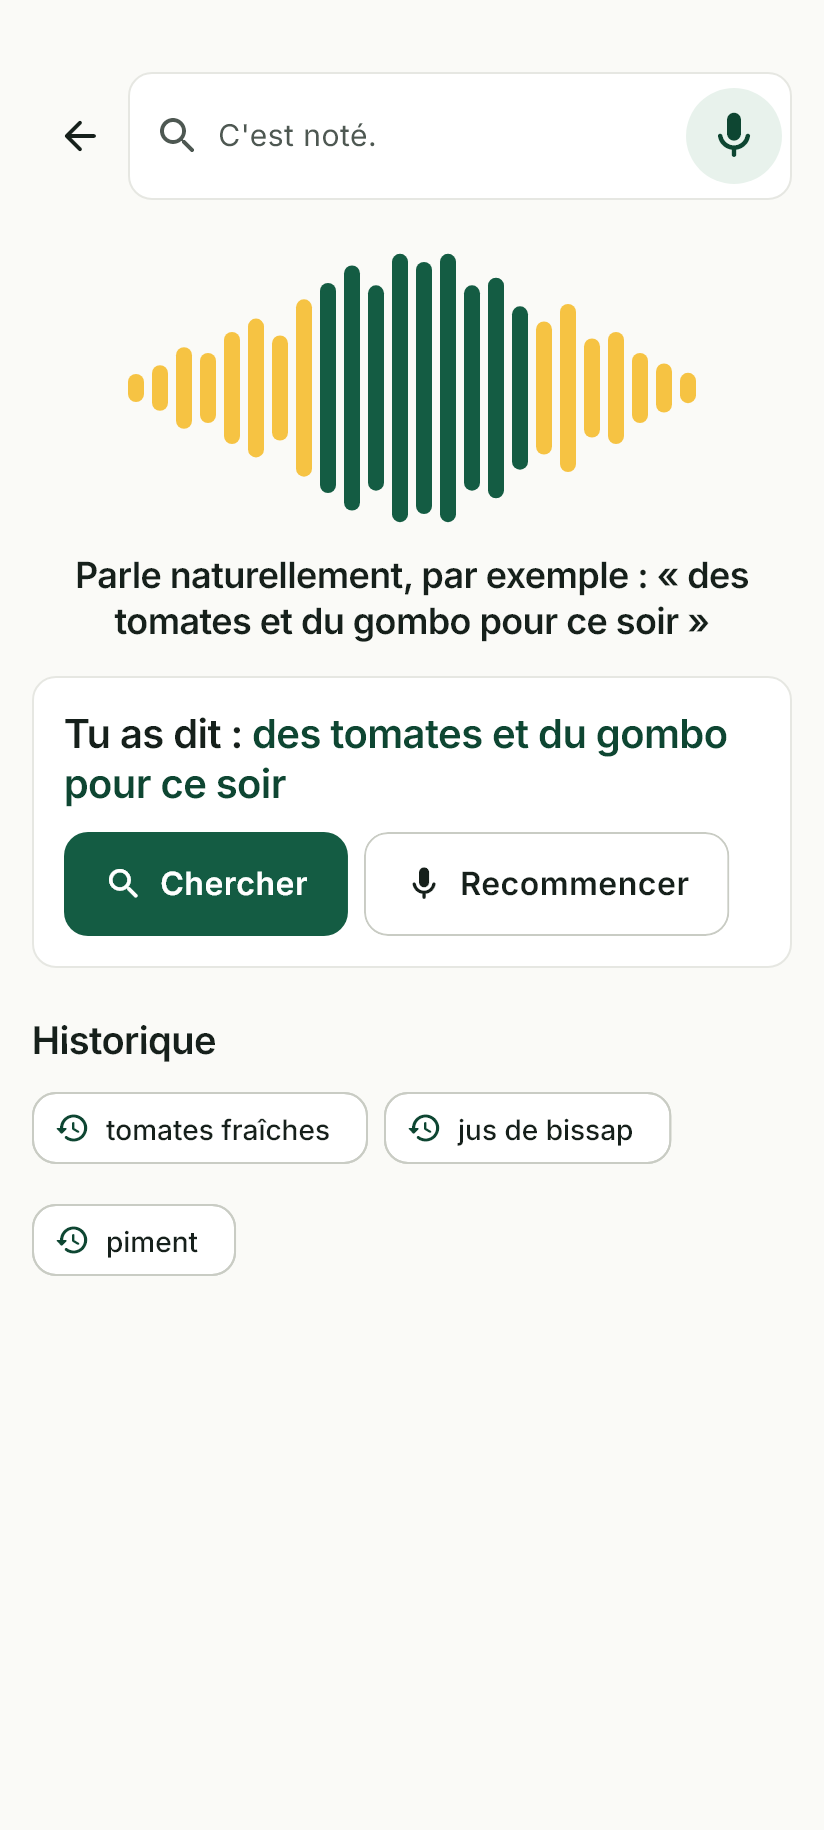 C'est noté.
Parle naturellement, par exemple : « des
tomates et du gombo pour ce soir »
Tu as dit : des tomates et du gombo
pour ce soir
Chercher
Recommencer
Historique
tomates fraîches
jus de bissap
piment